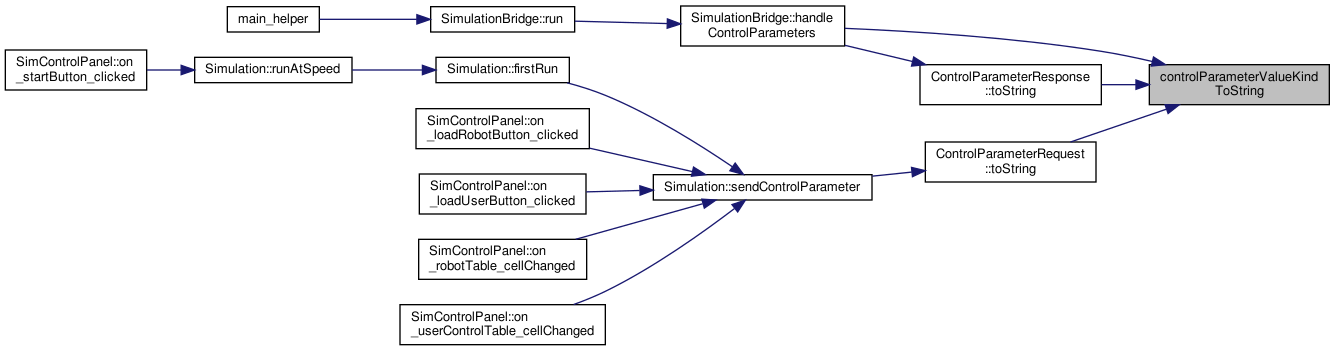 main_helper
SimulationBridge::run
SimulationBridge::handle
ControlParameters
SimControlPanel::on
_startButton_clicked
Simulation::runAtSpeed
Simulation::firstRun
ControlParameterResponse
::toString
controlParameterValueKind
ToString
SimControlPanel::on
_loadRobotButton_clicked
ControlParameterRequest
::toString
SimControlPanel::on
_loadUserButton_clicked
Simulation::sendControlParameter
SimControlPanel::on
_robotTable_cellChanged
SimControlPanel::on
_userControlTable_cellChanged